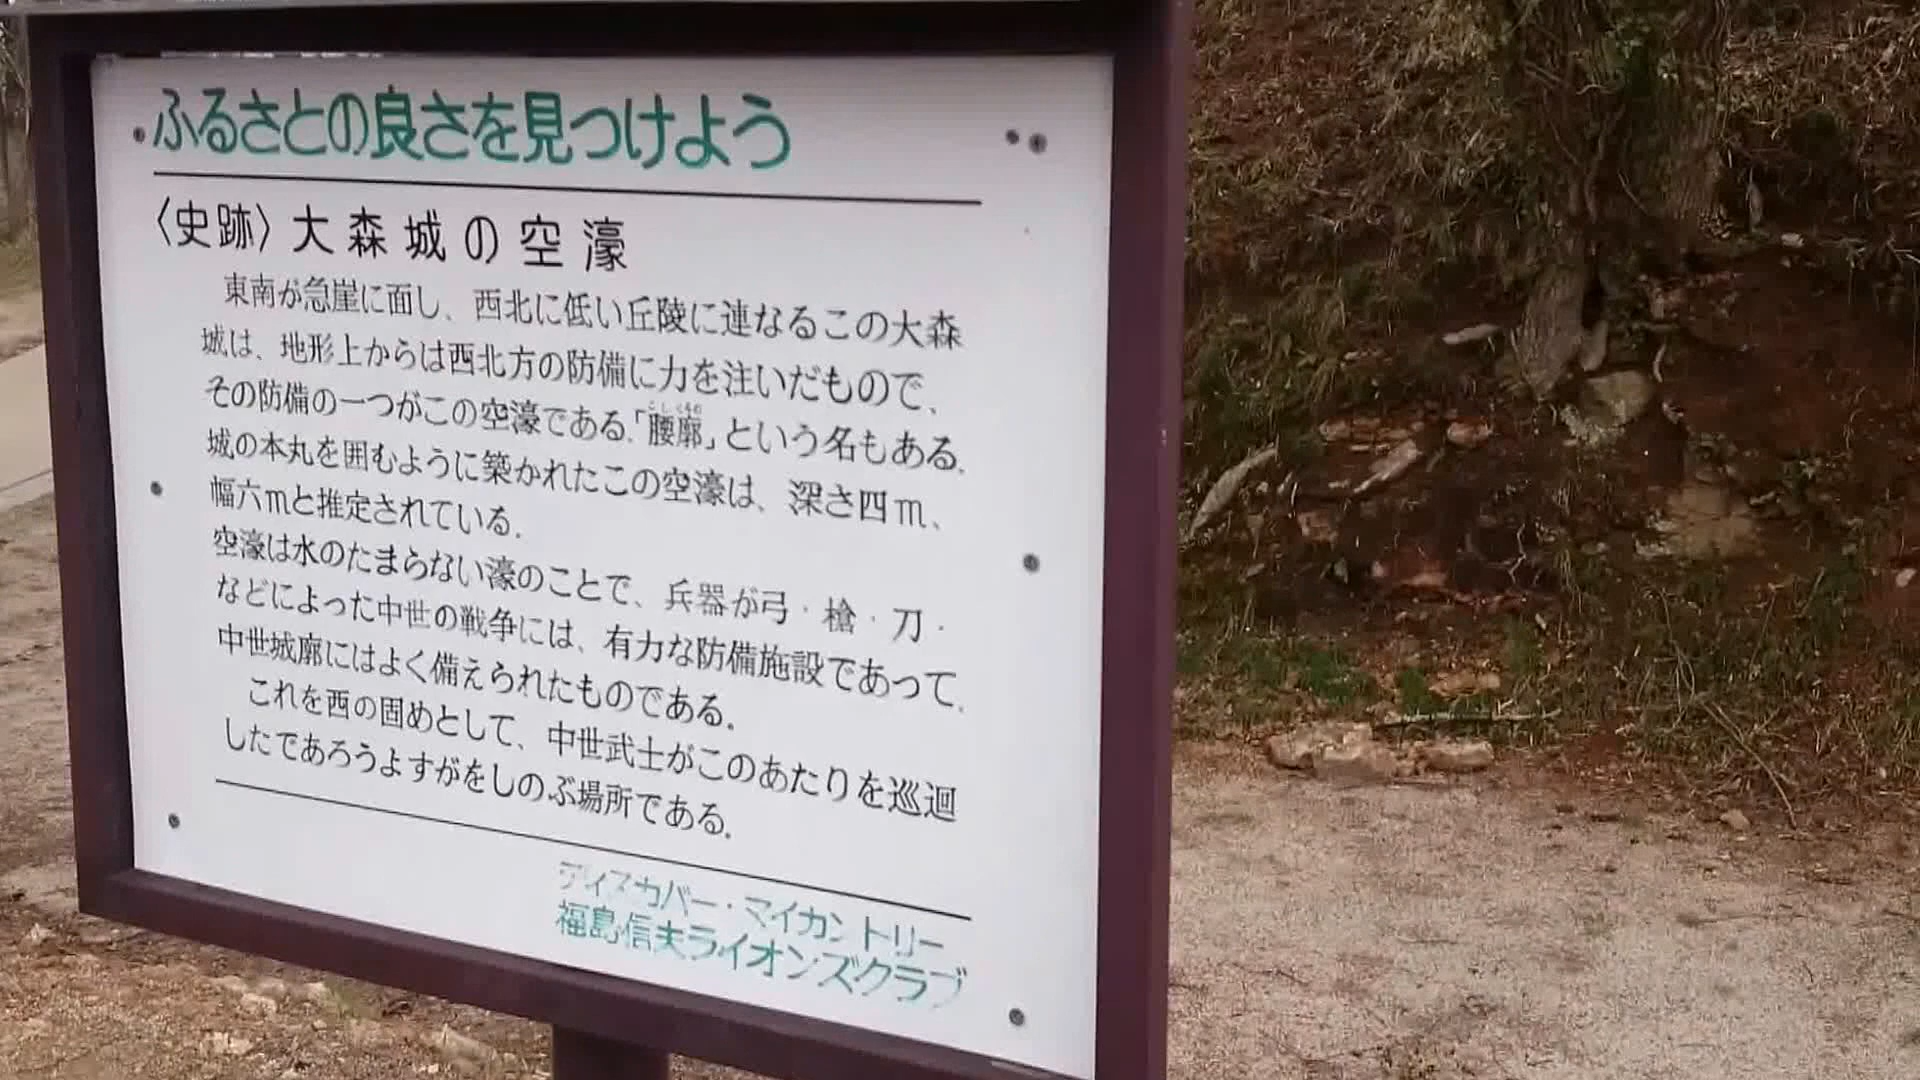 ふるさとの良さを見つけよう
〈史跡〉大森城の空濠
東南が急崖に面し、西北に低い丘陵に連なるこの大森
城は、地形上からは西北方の防備に力を注いだもので、
その防備の一つがこの空濠である.「腰廓」という名もある.
こしくるわ
城の本丸を囲むように築かれたこの空濠は、深さ四m、
幅六mと推定されている.
空濠は水のたまらない濠のことで、兵器が弓・槍・刀・
などによった中世の戦争には、有力な防備施設であって、
中世城廓にはよく備えられたものである.
これを西の固めとして、中世武士がこのあたりを巡迴
したであろうよすがをしのぶ場所である.
ディスカバー・マイカントリー
福島信夫ライオンズクラブ